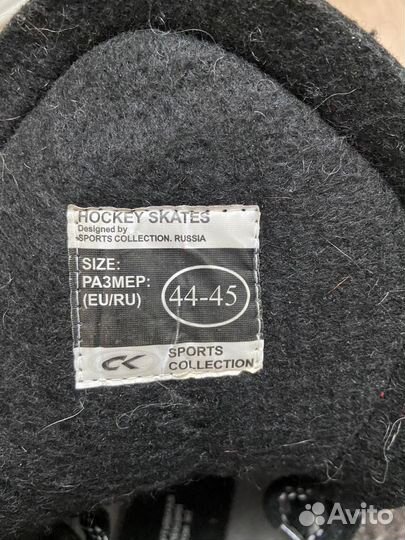 HOCKEY SKATES
Designed by
SPORTS COLLECTION. RUSSIA
SIZE:
РАЗМЕР:
(EU/RU)
44-45
CK
SPORTS
COLLECTION
Avito